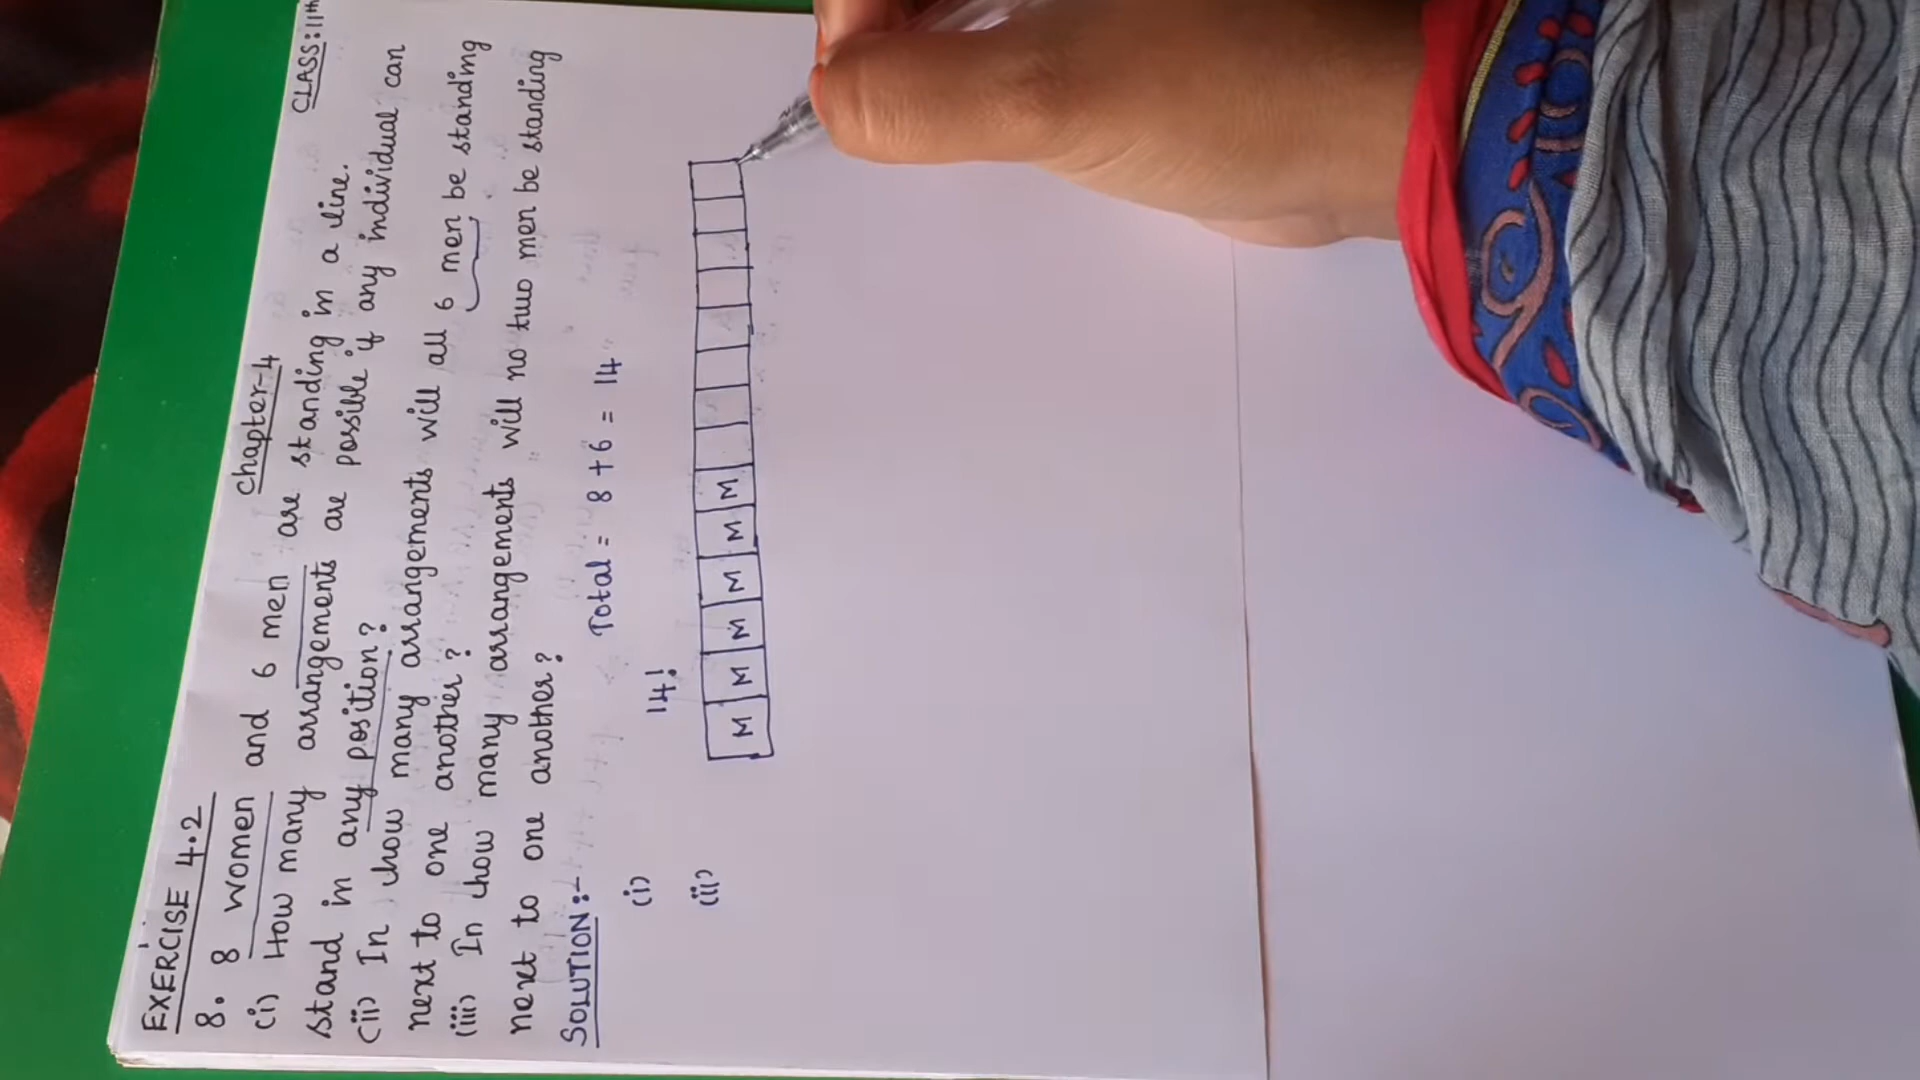 CLASS:11th
Chapter-4
EXERCISE 4.2
8. 8 women and 6 men are standing in a line.
(i) How many arrangements are possible if any individual can
stand in any position?
(ii) In how many arrangements will all 6 men be standing
next to one another?
(iii) In how many arrangements will no two men be standing
next to one another?
SOLUTION:-
Total = 8 + 6 = 14
(i) 14!
(ii) M M M M M M